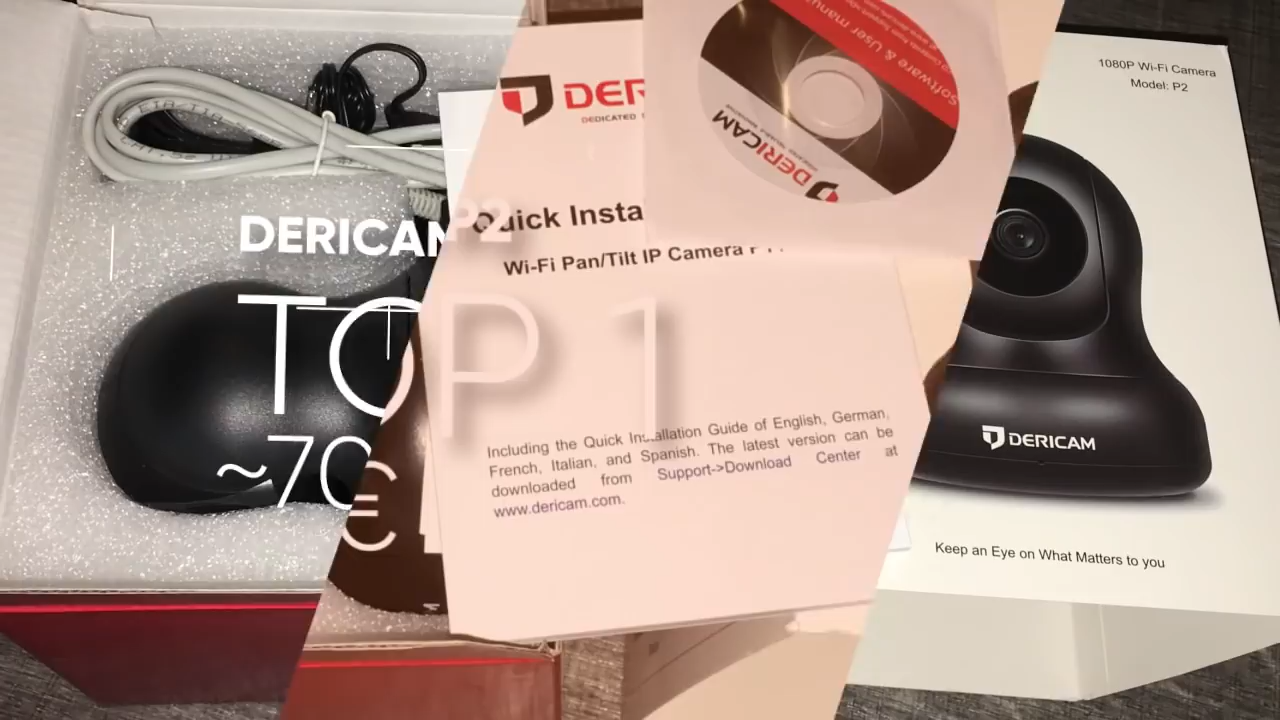 DERICAM P2
TOP 1
~70€
DEDICATED
Quick Insta
Wi-Fi Pan/Tilt IP Camera
Including the Quick Installation Guide of English, German,
French, Italian, and Spanish. The latest version can be
downloaded from Support->Download Center at
www.dericam.com.
Software & User manu
DERICAM
1080P Wi-Fi Camera
Model: P2
DERICAM
Keep an Eye on What Matters to you